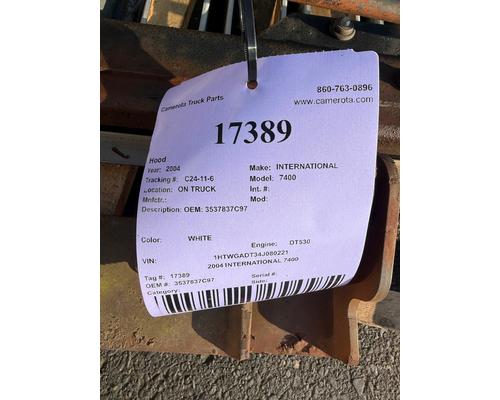 Camerota Truck Parts
860-763-0896
www.camerota.com
17389
Hood
Year: 2004 Make: INTERNATIONAL
Tracking #: C24-11-6 Model: 7400
Location: ON TRUCK Int. #:
Mnfctr.: Mod:
Description: OEM: 3537837C97
Color: WHITE Engine: DT530
VIN: 1HTWGADT34J080221
2004 INTERNATIONAL 7400
Tag #: 17389 Serial #:
OEM #: 3537837C97 Side:
Category: